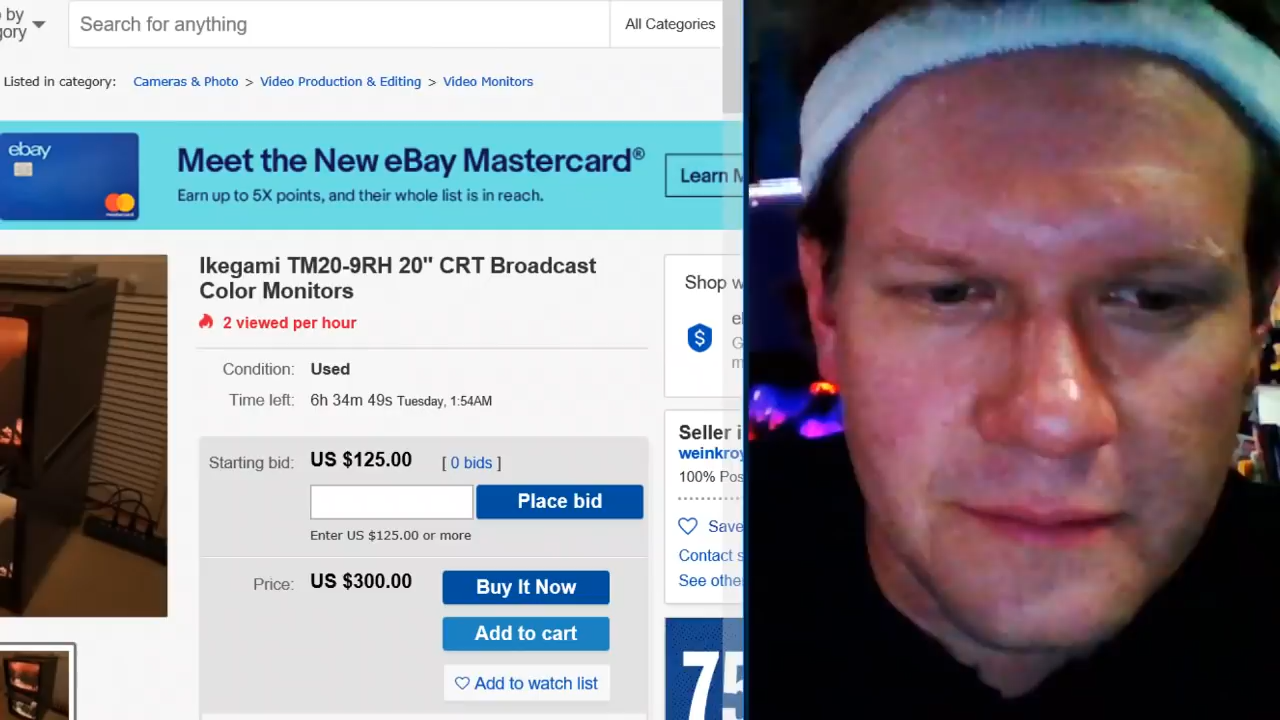 by
gory
Search for anything
All Categories
Listed in category: Cameras & Photo > Video Production & Editing > Video Monitors
ebay
mastercard
Meet the New eBay Mastercard®
Earn up to 5X points, and their whole list is in reach.
Learn
Ikegami TM20-9RH 20" CRT Broadcast
Color Monitors
2 viewed per hour
Condition: Used
Time left: 6h 34m 49s Tuesday, 1:54AM
Starting bid: US $125.00 [ 0 bids ]
Place bid
Enter US $125.00 or more
Price: US $300.00
Buy It Now
Add to cart
Add to watch list
Shop w
$
e
G
m
Seller i
weinkroy
100% Pos
Save
Contact s
See othe
75